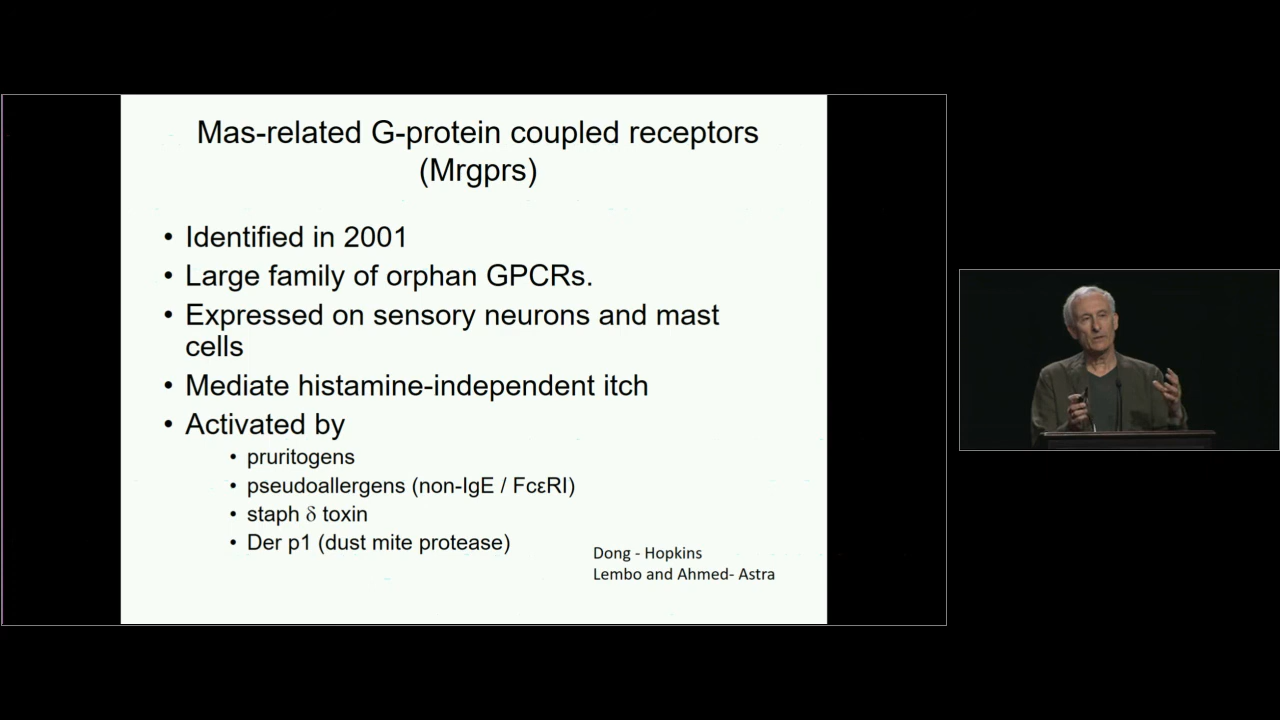 Mas-related G-protein coupled receptors
(Mrgprs)
• Identified in 2001
• Large family of orphan GPCRs.
• Expressed on sensory neurons and mast
cells
• Mediate histamine-independent itch
• Activated by
• pruritogens
• pseudoallergens (non-IgE / FcεRI)
• staph δ toxin
• Der p1 (dust mite protease)
Dong - Hopkins
Lembo and Ahmed- Astra